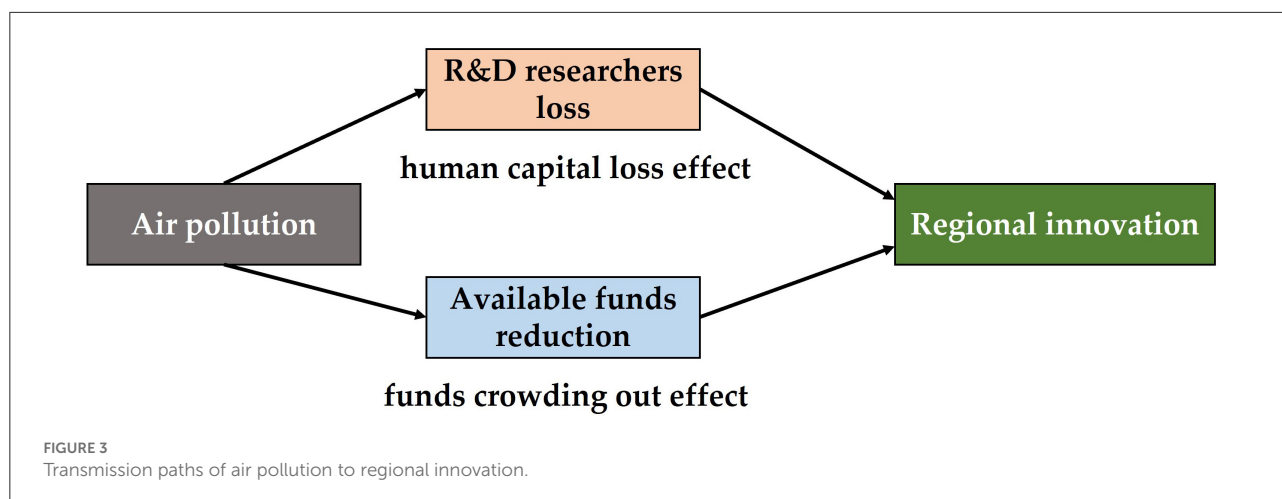 R&D researchers
loss
human capital loss effect
Air pollution
Regional innovation
Available funds
reduction
funds crowding out effect
FIGURE 3
Transmission paths of air pollution to regional innovation.